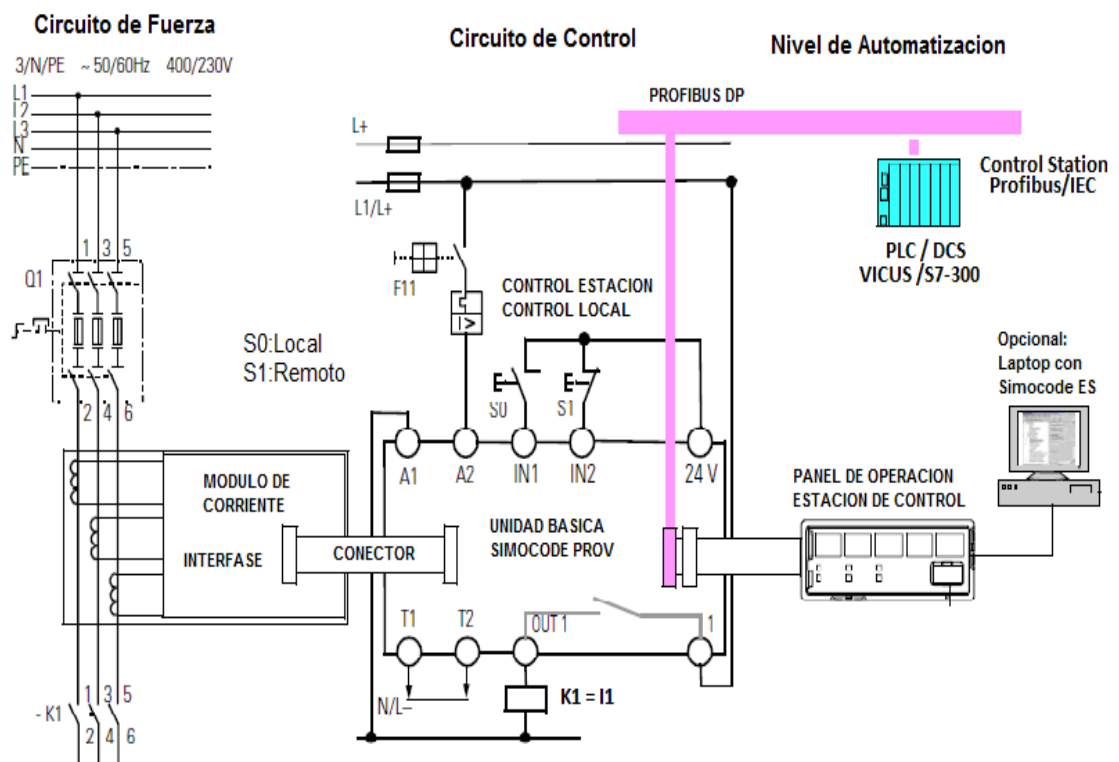 Circuito de Fuerza
Circuito de Control
Nivel de Automatizacion
3/N/PE ~ 50/60Hz 400/230V
L1
L2
L3
N
PE
PROFIBUS DP
L+
L1/L+
Control Station
Profibus/IEC
PLC / DCS
VICUS /S7-300
1 3 5
Q1
F11
CONTROL ESTACION
CONTROL LOCAL
S0:Local
S1:Remoto
Opcional:
Laptop con
Simocode ES
2 4 6
S0
S1
A1
A2
IN1
IN2
24 V
MODULO DE
CORRIENTE
INTERFASE
CONECTOR
UNIDAD BASICA
SIMOCODE PROV
PANEL DE OPERACION
ESTACION DE CONTROL
T1
T2
OUT 1
1
N/L–
K1 = I1
1 3 5
- K1
2 4 6